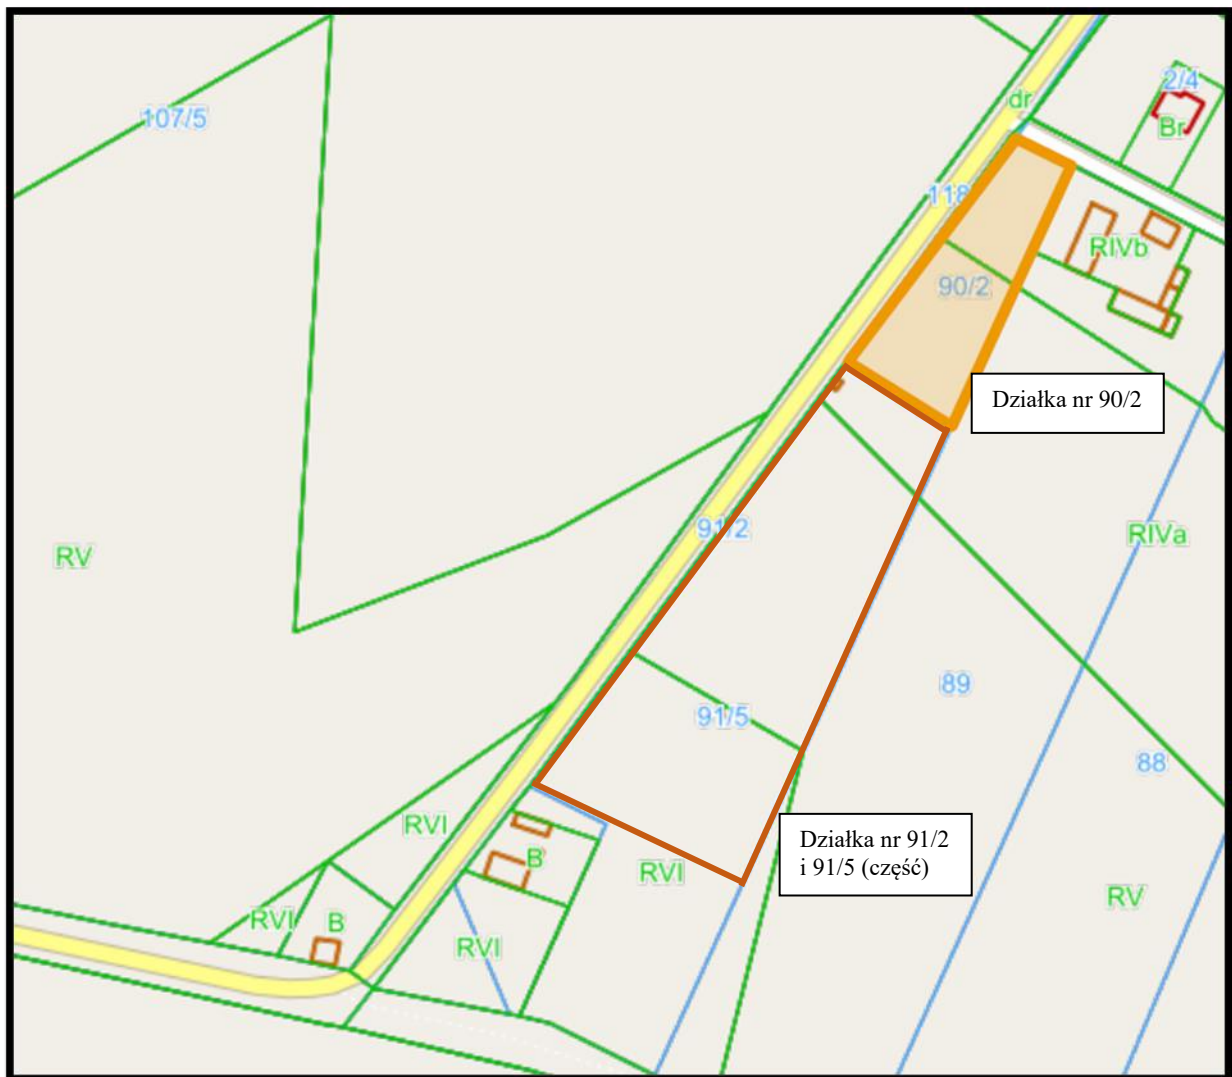 2/4
107/5
dr
Br
118
RIVb
90/2
Działka nr 90/2
91/2
RIVa
RV
89
91/5
88
RVI
Działka nr 91/2
i 91/5 (część)
B
RVI
RV
RVI
B
RVI